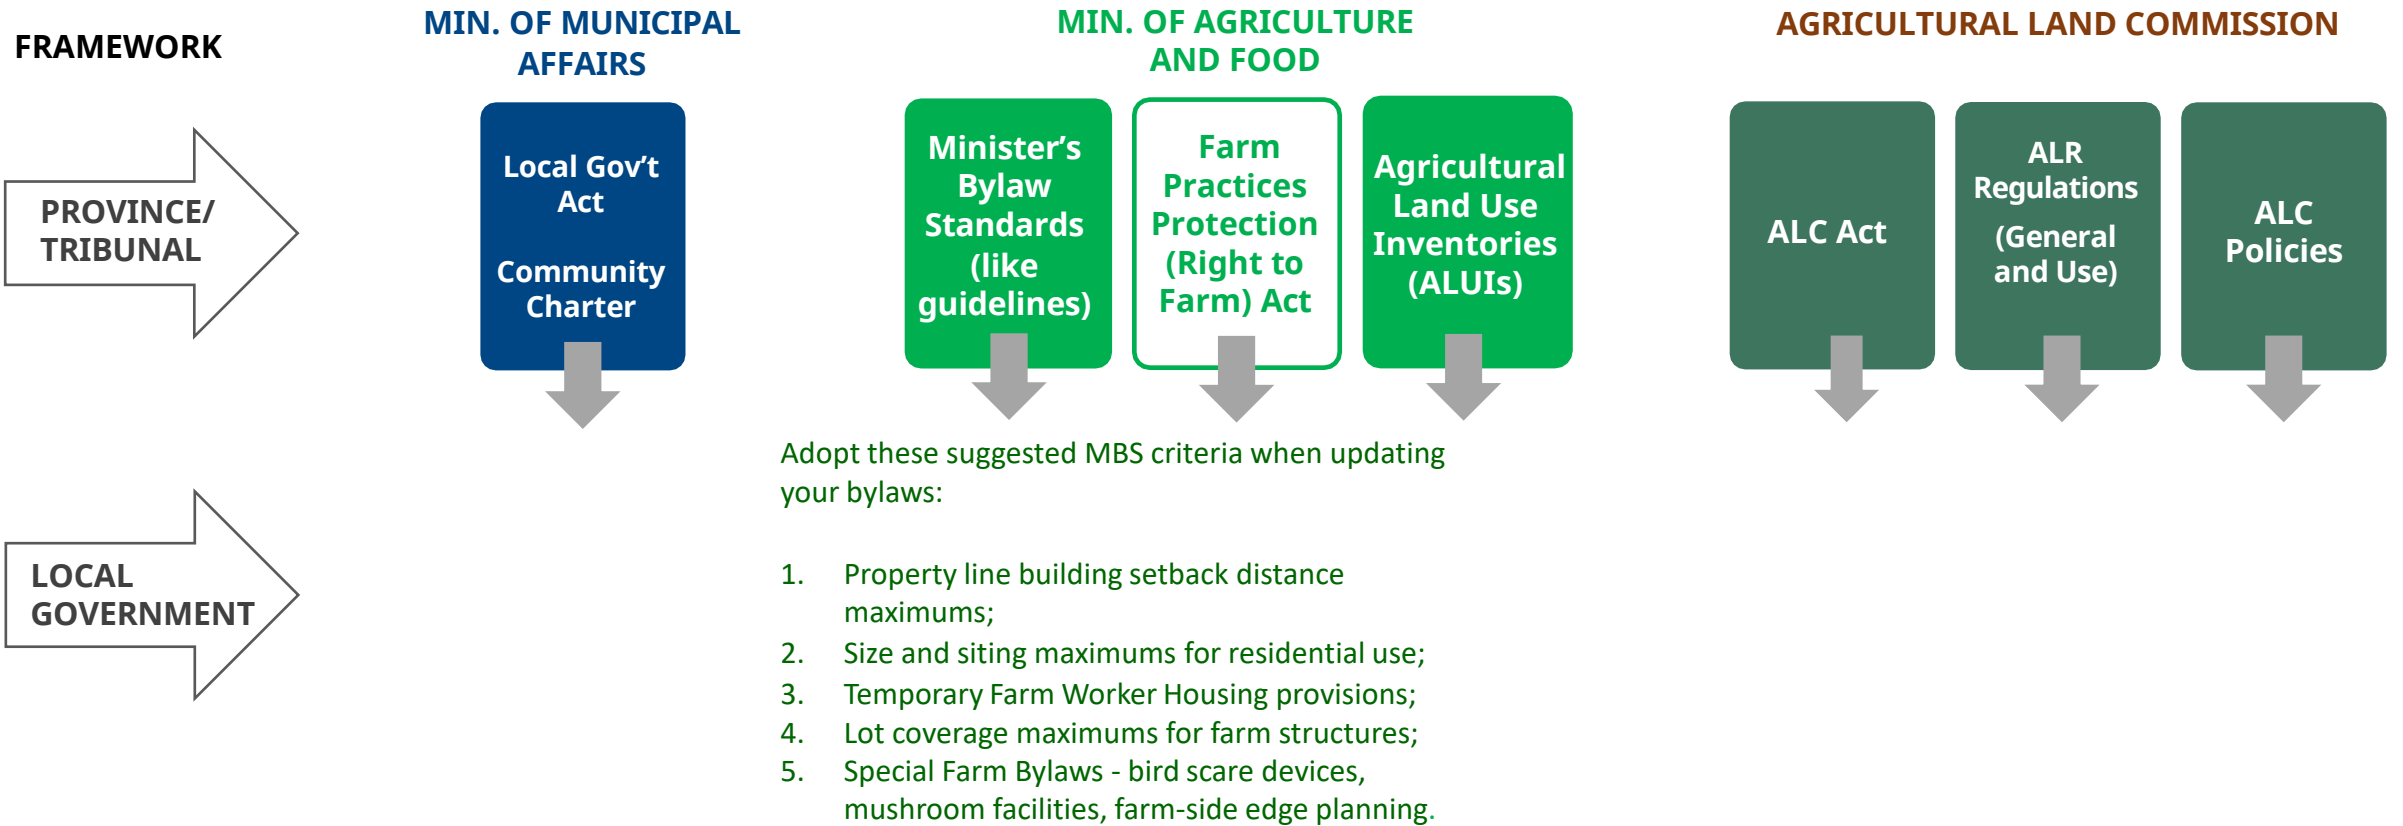 FRAMEWORK
MIN. OF MUNICIPAL
AFFAIRS
MIN. OF AGRICULTURE
AND FOOD
AGRICULTURAL LAND COMMISSION
PROVINCE/
TRIBUNAL
Local Gov’t
Act
Community
Charter
Minister’s
Bylaw
Standards
(like
guidelines)
Farm
Practices
Protection
(Right to
Farm) Act
Agricultural
Land Use
Inventories
(ALUIs)
ALC Act
ALR
Regulations
(General
and Use)
ALC
Policies
LOCAL
GOVERNMENT
Adopt these suggested MBS criteria when updating
your bylaws:
1. Property line building setback distance
maximums;
2. Size and siting maximums for residential use;
3. Temporary Farm Worker Housing provisions;
4. Lot coverage maximums for farm structures;
5. Special Farm Bylaws - bird scare devices,
mushroom facilities, farm-side edge planning.